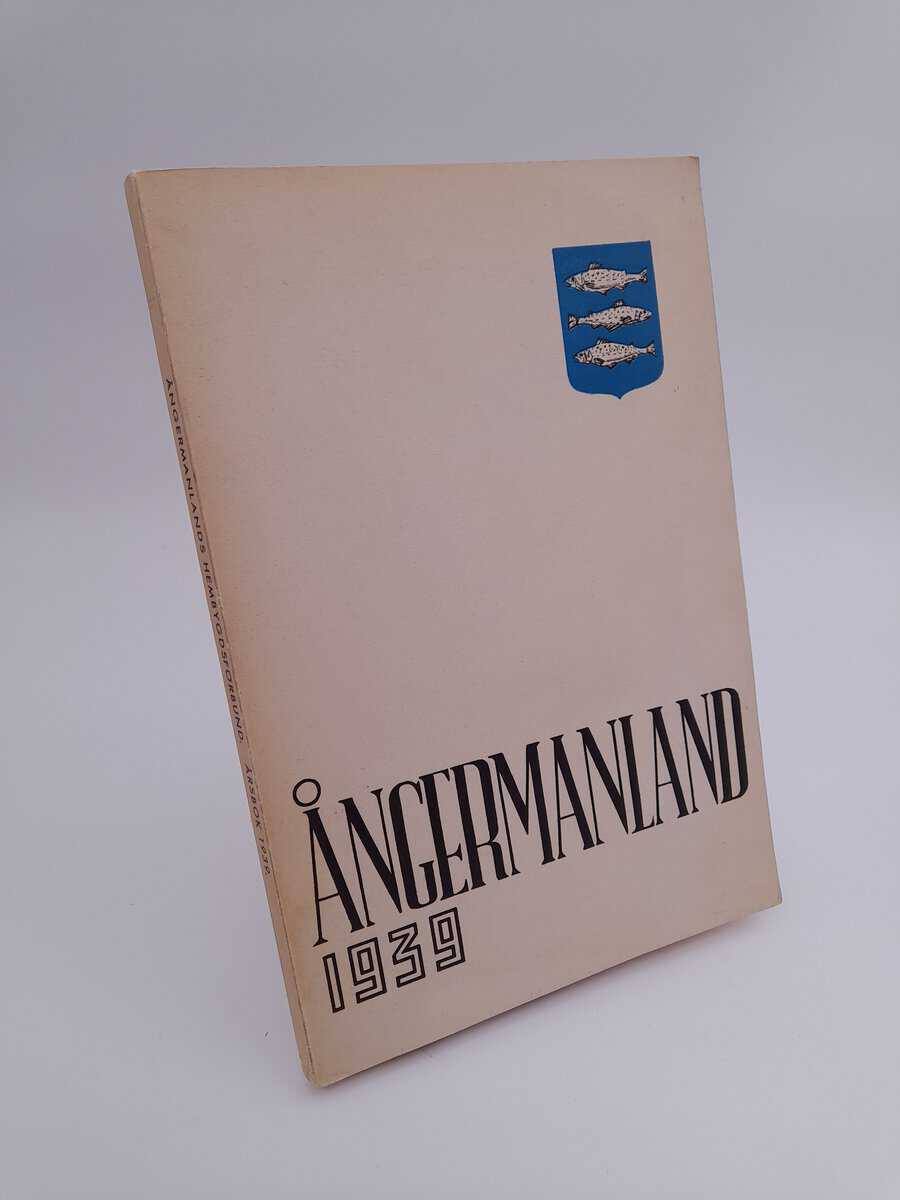 ÅNGERMANLAND
1939
ÅNGERMANLANDS HEMBYGDSFÖRBUND. ÅRSBOK 1939.